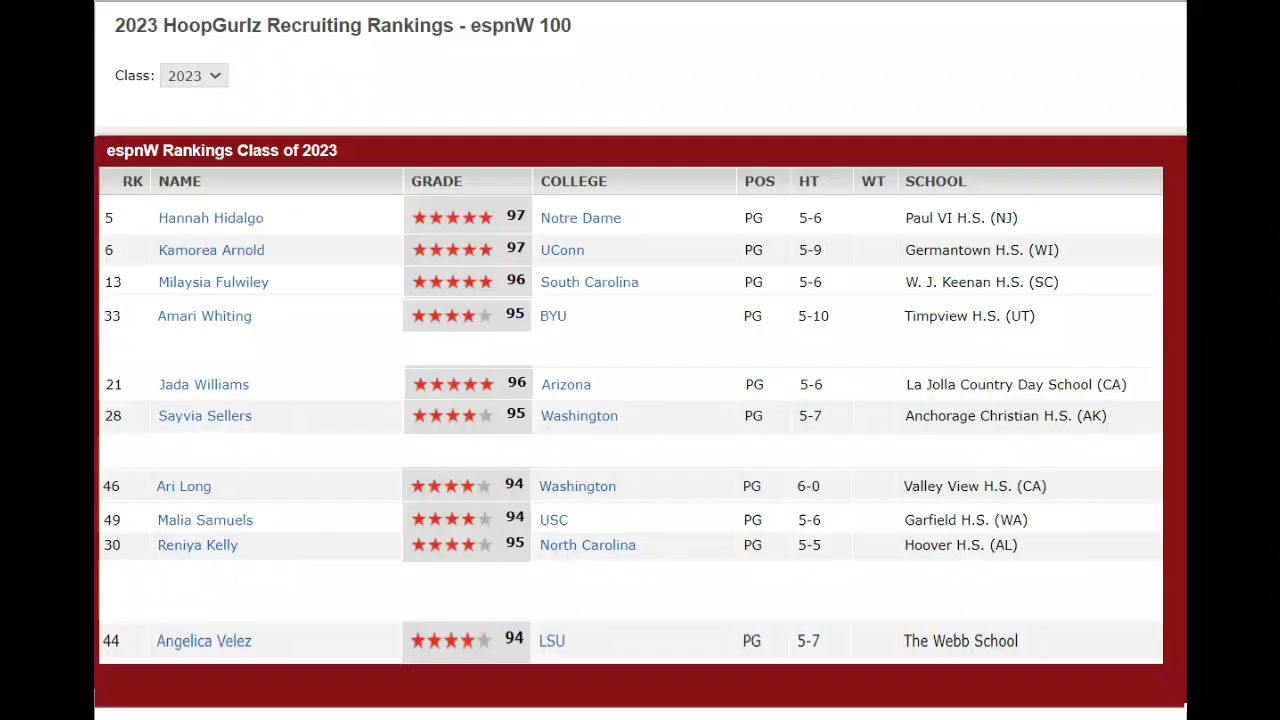 2023 HoopGurlz Recruiting Rankings - espnW 100
Class: 2023
espnW Rankings Class of 2023
RK NAME GRADE COLLEGE POS HT WT SCHOOL
5 Hannah Hidalgo 97 Notre Dame PG 5-6 Paul VI H.S. (NJ)
6 Kamorea Arnold 97 UConn PG 5-9 Germantown H.S. (WI)
13 Milaysia Fulwiley 96 South Carolina PG 5-6 W. J. Keenan H.S. (SC)
33 Amari Whiting 95 BYU PG 5-10 Timpview H.S. (UT)
21 Jada Williams 96 Arizona PG 5-6 La Jolla Country Day School (CA)
28 Sayvia Sellers 95 Washington PG 5-7 Anchorage Christian H.S. (AK)
46 Ari Long 94 Washington PG 6-0 Valley View H.S. (CA)
49 Malia Samuels 94 USC PG 5-6 Garfield H.S. (WA)
30 Reniya Kelly 95 North Carolina PG 5-5 Hoover H.S. (AL)
44 Angelica Velez 94 LSU PG 5-7 The Webb School